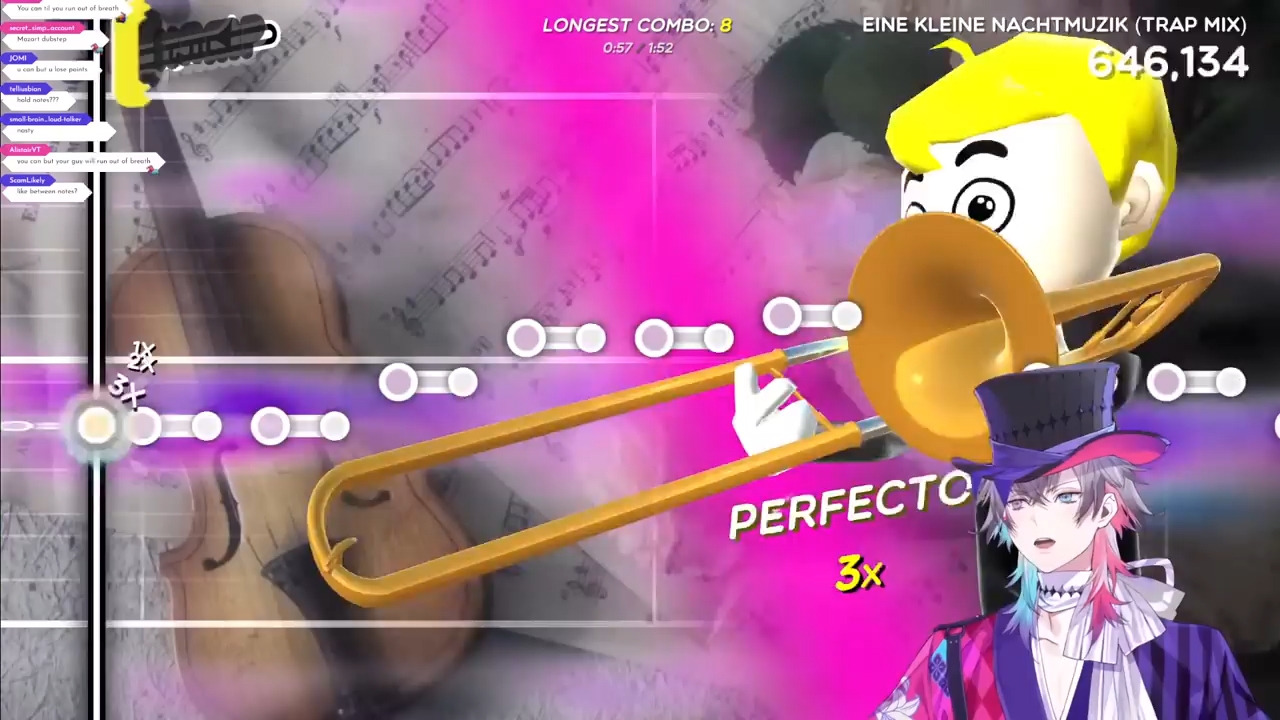 You can til you run out of breath
secret_simp_account
Mozart dubstep
JOMI
u can but u lose points
telliusbian
hold notes???
small-brain_loud-talker
nasty
AlistairVT
you can but your guy will run out of breath
ScamLikely
like between notes?
LONGEST COMBO: 8
0:57 / 1:52
EINE KLEINE NACHTMUZIK (TRAP MIX)
646,134
1X
2X
3X
PERFECTO
3x